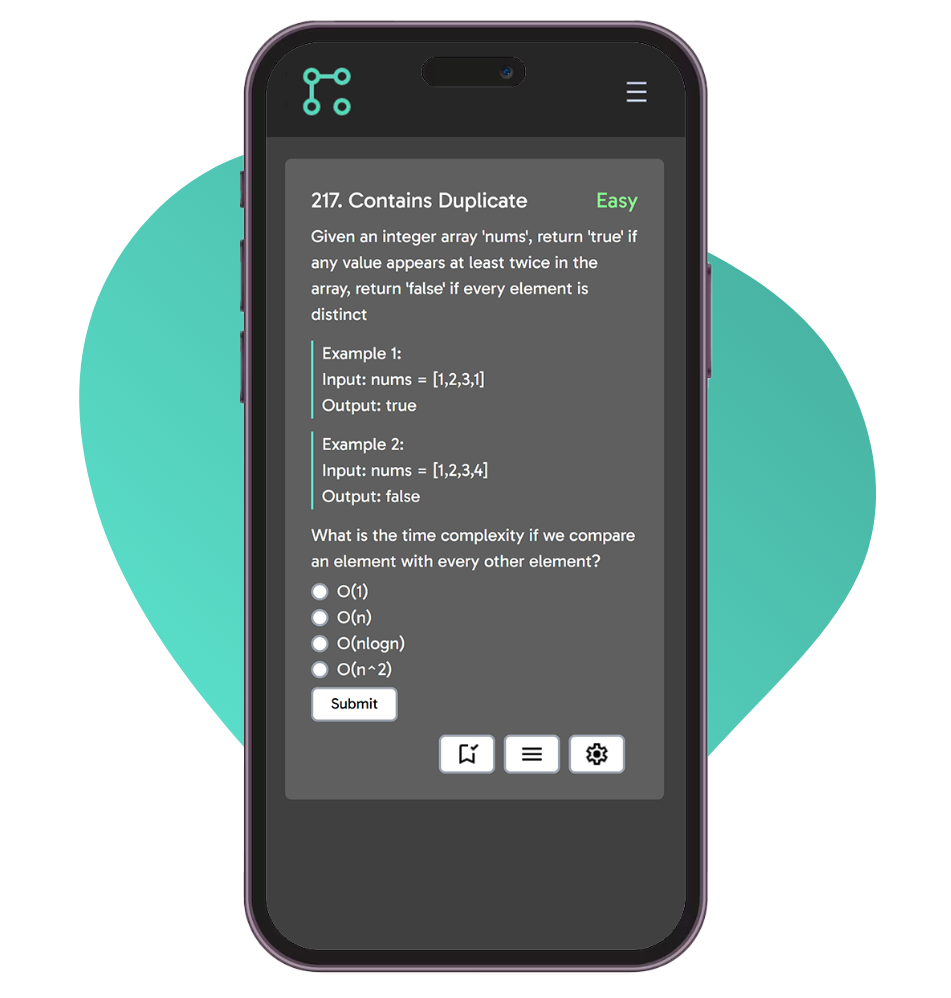 217. Contains Duplicate
Easy
Given an integer array 'nums', return 'true' if
any value appears at least twice in the
array, return 'false' if every element is
distinct
Example 1:
Input: nums = [1,2,3,1]
Output: true
Example 2:
Input: nums = [1,2,3,4]
Output: false
What is the time complexity if we compare
an element with every other element?
O(1)
O(n)
O(nlogn)
O(n^2)
Submit